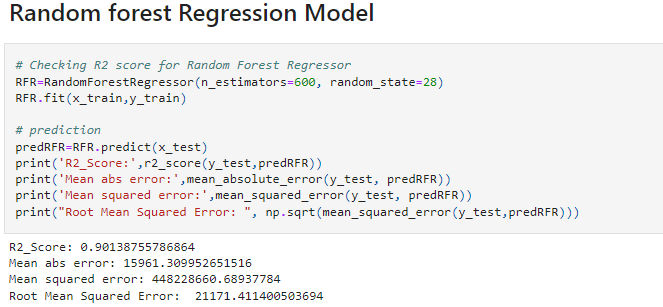 Random forest Regression Model
# Checking R2 score for Random Forest Regressor
RFR=RandomForestRegressor(n_estimators=600, random_state=28)
RFR.fit(x_train,y_train)
# prediction
predRFR=RFR.predict(x_test)
print('R2_Score:',r2_score(y_test,predRFR))
print('Mean abs error:',mean_absolute_error(y_test, predRFR))
print('Mean squared error:',mean_squared_error(y_test, predRFR))
print("Root Mean Squared Error: ", np.sqrt(mean_squared_error(y_test,predRFR)))
R2_Score: 0.90138755786864
Mean abs error: 15961.309952651516
Mean squared error: 448228660.68937784
Root Mean Squared Error:  21171.411400503694